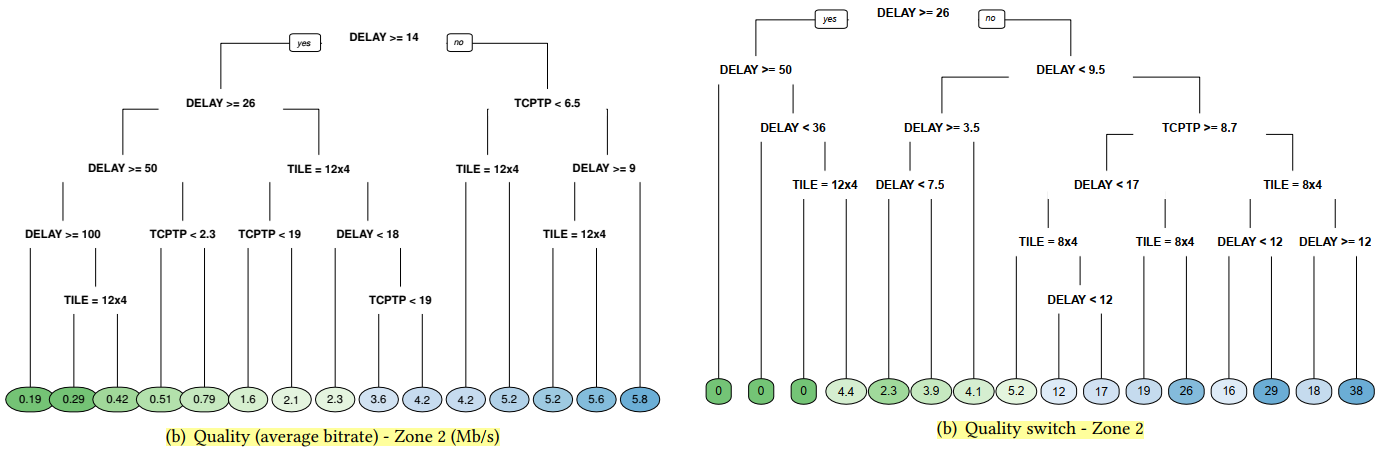 DELAY >= 14
yes
no
DELAY >= 26
TCPTP < 6.5
DELAY >= 50
TILE = 12x4
TILE = 12x4
DELAY >= 9
DELAY >= 100
TCPTP < 2.3
TCPTP < 19
DELAY < 18
TILE = 12x4
TILE = 12x4
TCPTP < 19
0.19 0.29 0.42 0.51 0.79 1.6 2.1 2.3 3.6 4.2 4.2 5.2 5.2 5.6 5.8
(b) Quality (average bitrate) - Zone 2 (Mb/s)
DELAY >= 26
yes
no
DELAY >= 50
DELAY < 9.5
DELAY < 36
DELAY >= 3.5
TCPTP >= 8.7
TILE = 12x4
DELAY < 7.5
DELAY < 17
TILE = 8x4
TILE = 8x4
TILE = 8x4
DELAY < 12
DELAY >= 12
DELAY < 12
0 0 0 4.4 2.3 3.9 4.1 5.2 12 17 19 26 16 29 18 38
(b) Quality switch - Zone 2